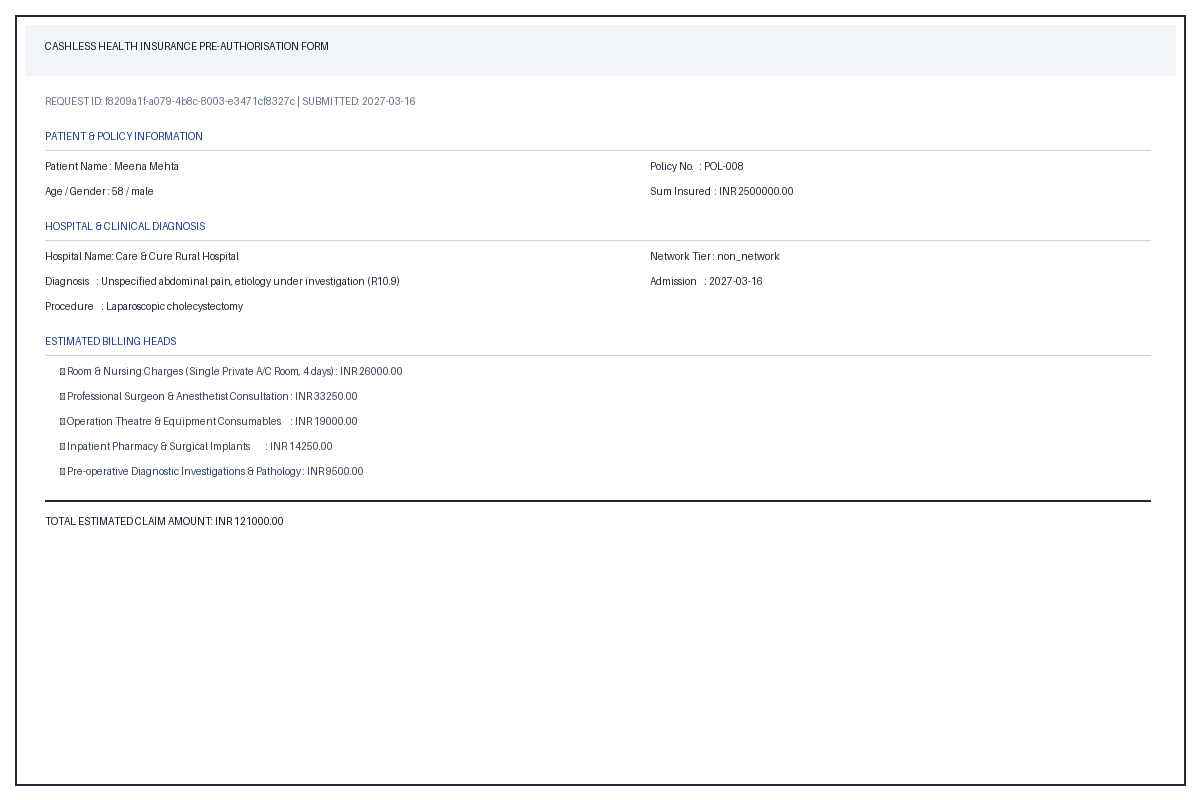 CASHLESS HEALTH INSURANCE PRE-AUTHORISATION FORM
REQUEST ID: f8209a1f-a079-4b8c-8003-e3471cf8327c | SUBMITTED: 2027-03-16
PATIENT & POLICY INFORMATION
Patient Name : Meena Mehta
Policy No. : POL-008
Age / Gender : 58 / male
Sum Insured : INR 2500000.00
HOSPITAL & CLINICAL DIAGNOSIS
Hospital Name: Care & Cure Rural Hospital
Network Tier : non_network
Diagnosis : Unspecified abdominal pain, etiology under investigation (R10.9)
Admission : 2027-03-16
Procedure : Laparoscopic cholecystectomy
ESTIMATED BILLING HEADS
Room & Nursing Charges (Single Private A/C Room, 4 days) : INR 26000.00
Professional Surgeon & Anesthetist Consultation : INR 33250.00
Operation Theatre & Equipment Consumables : INR 19000.00
Inpatient Pharmacy & Surgical Implants : INR 14250.00
Pre-operative Diagnostic Investigations & Pathology : INR 9500.00
TOTAL ESTIMATED CLAIM AMOUNT: INR 121000.00